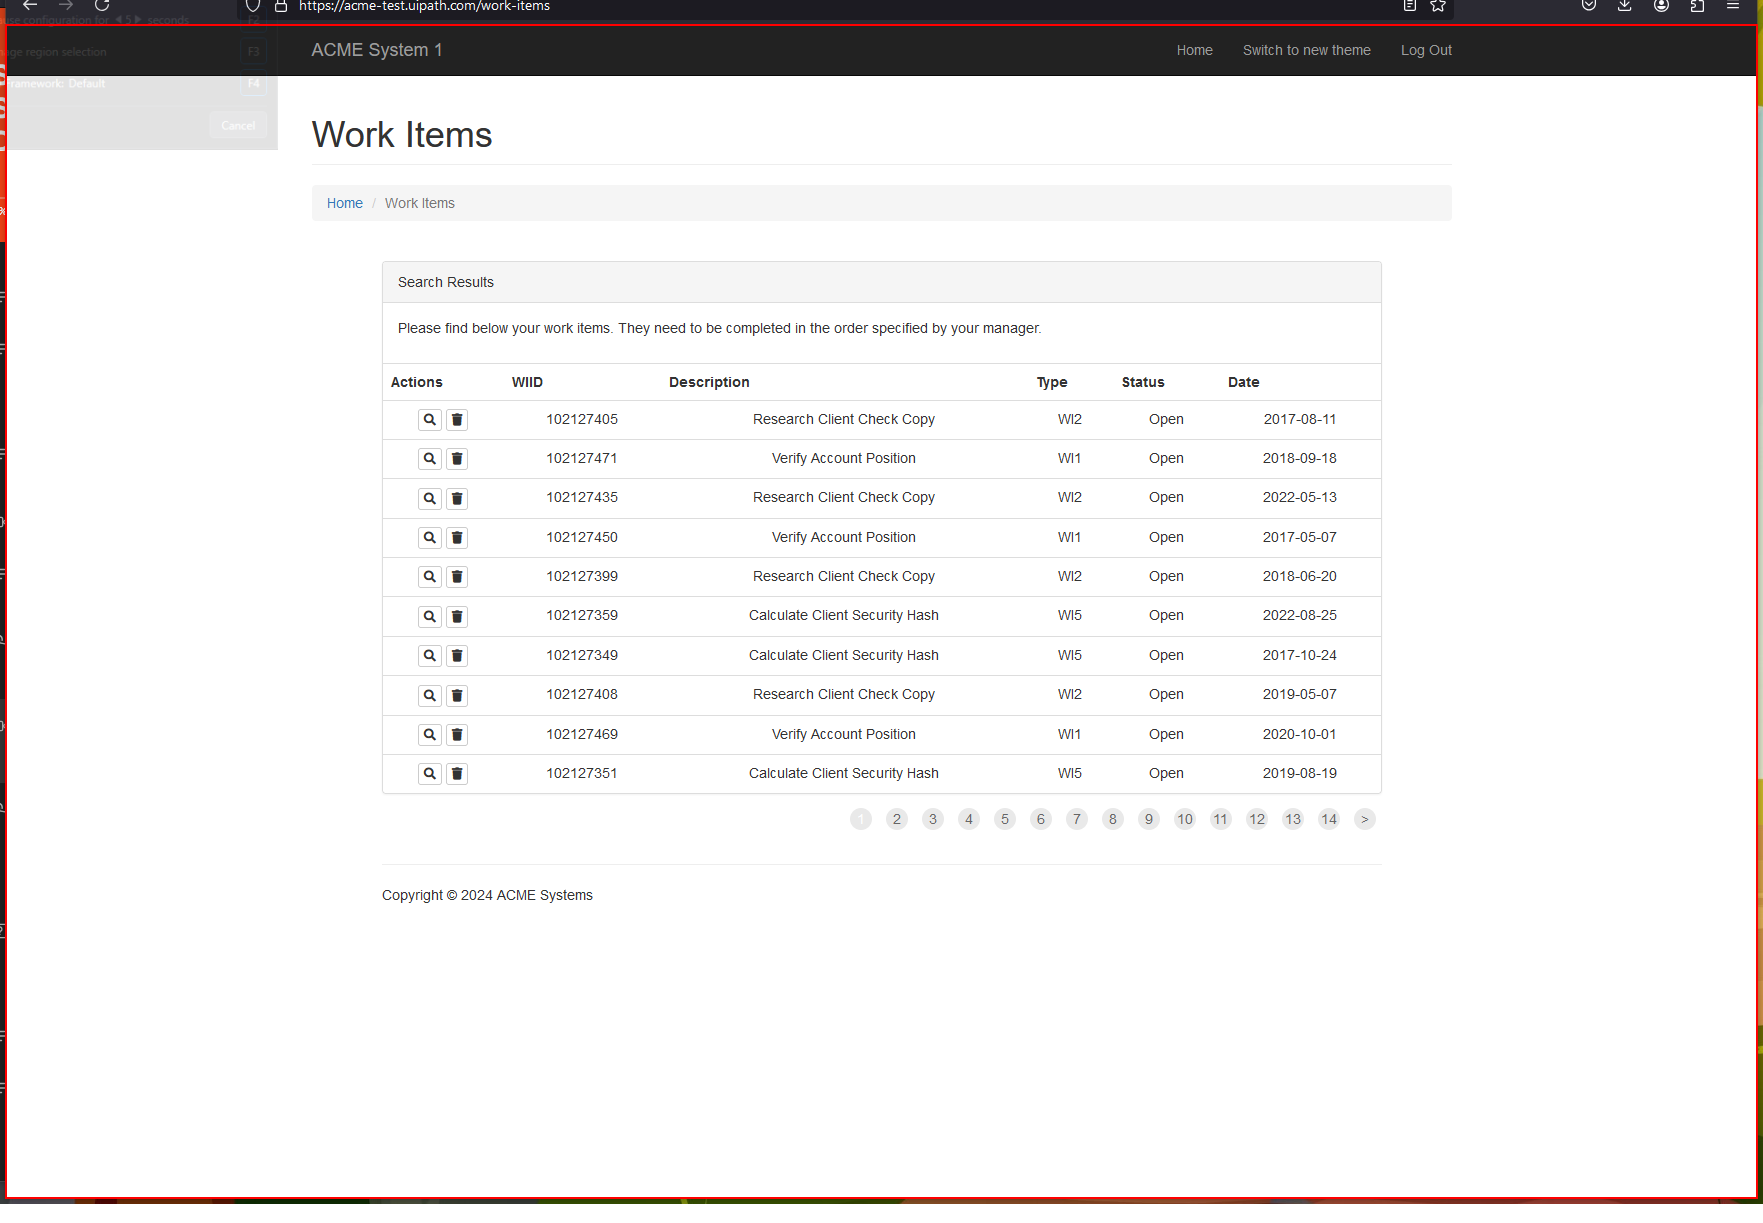 https://acme-test.uipath.com/work-items
use configuration for 5 seconds F2
age region selection F3
ramework: Default F4
Cancel
ACME System 1 Home Switch to new theme Log Out
Work Items
Home / Work Items
Search Results
Please find below your work items. They need to be completed in the order specified by your manager.
Actions WIID Description Type Status Date
102127405 Research Client Check Copy WI2 Open 2017-08-11
102127471 Verify Account Position WI1 Open 2018-09-18
102127435 Research Client Check Copy WI2 Open 2022-05-13
102127450 Verify Account Position WI1 Open 2017-05-07
102127399 Research Client Check Copy WI2 Open 2018-06-20
102127359 Calculate Client Security Hash WI5 Open 2022-08-25
102127349 Calculate Client Security Hash WI5 Open 2017-10-24
102127408 Research Client Check Copy WI2 Open 2019-05-07
102127469 Verify Account Position WI1 Open 2020-10-01
102127351 Calculate Client Security Hash WI5 Open 2019-08-19
1 2 3 4 5 6 7 8 9 10 11 12 13 14 >
Copyright © 2024 ACME Systems